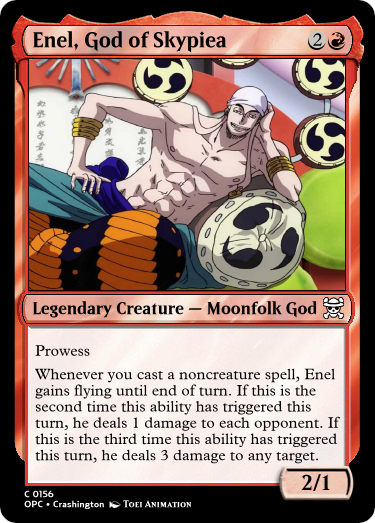 Enel, God of Skypiea 2
Legendary Creature — Moonfolk God
Prowess
Whenever you cast a noncreature spell, Enel
gains flying until end of turn. If this is the
second time this ability has triggered this
turn, he deals 1 damage to each opponent. If
this is the third time this ability has triggered
this turn, he deals 3 damage to any target.
2/1
C 0156
OPC • Crashington Toei Animation